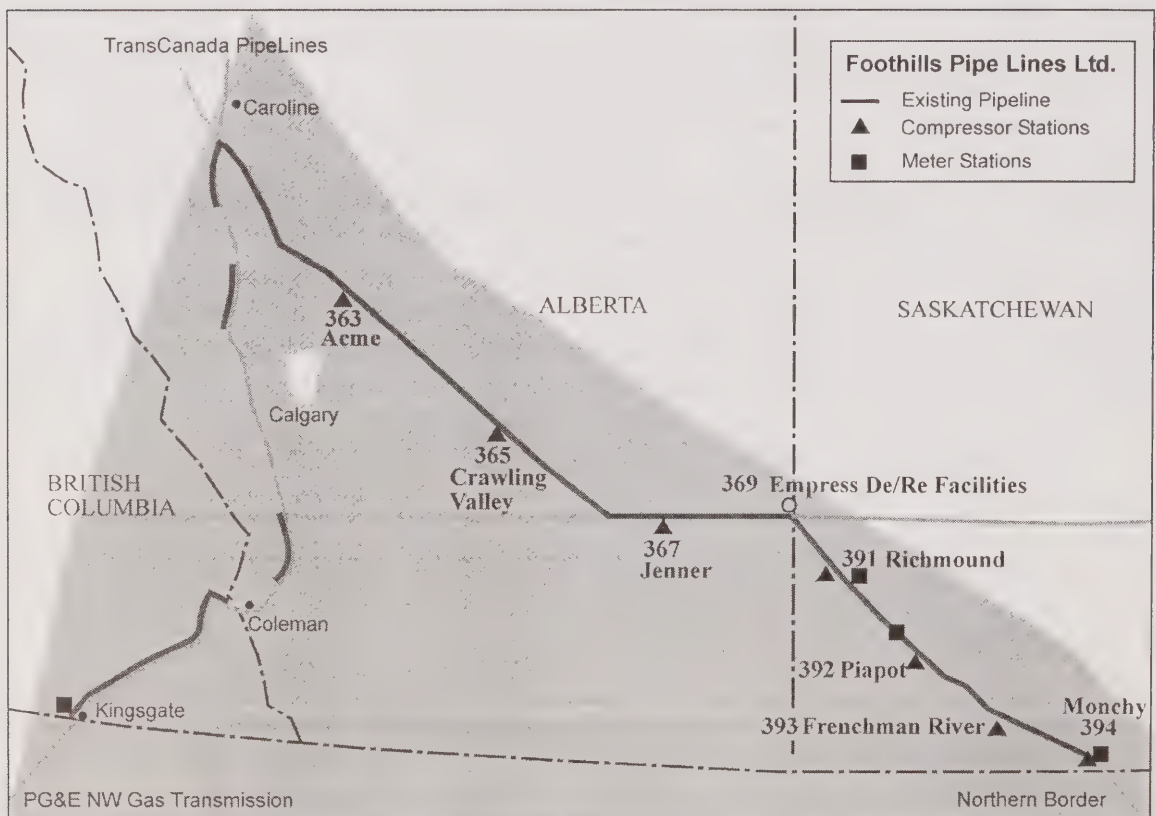 TransCanada PipeLines
Caroline
Foothills Pipe Lines Ltd.
Existing Pipeline
Compressor Stations
Meter Stations
ALBERTA
SASKATCHEWAN
363
Acme
Calgary
365
Crawling
Valley
BRITISH
COLUMBIA
369 Empress De/Re Facilities
367
Jenner
391 Richmound
Coleman
392 Piapot
Kingsgate
393 Frenchman River
Monchy
394
PG&E NW Gas Transmission
Northern Border